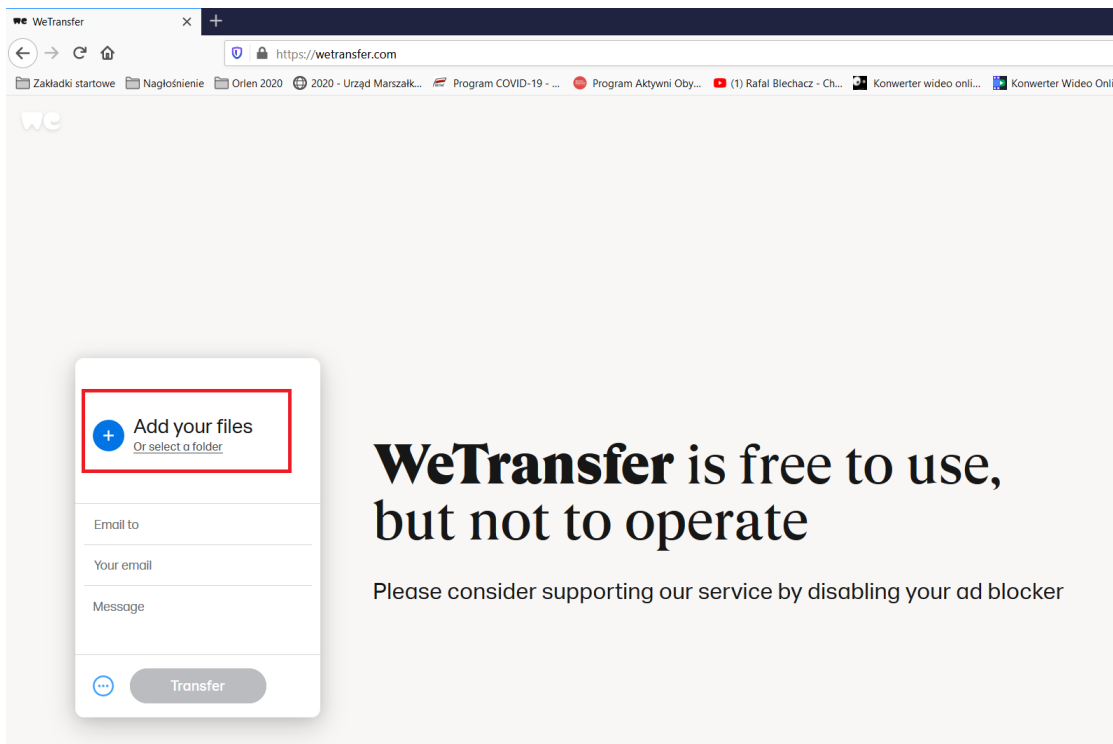 we WeTransfer
https://wetransfer.com
Zakładki startowe Nagłośnienie Orlen 2020 2020 - Urząd Marszałk... Program COVID-19 - ... Program Aktywni Oby... (1) Rafal Blechacz - Ch... Konwerter wideo onli... Konwerter Wideo Onli
we
Add your files
Or select a folder
WeTransfer is free to use,
but not to operate
Email to
Your email
Please consider supporting our service by disabling your ad blocker
Message
Transfer